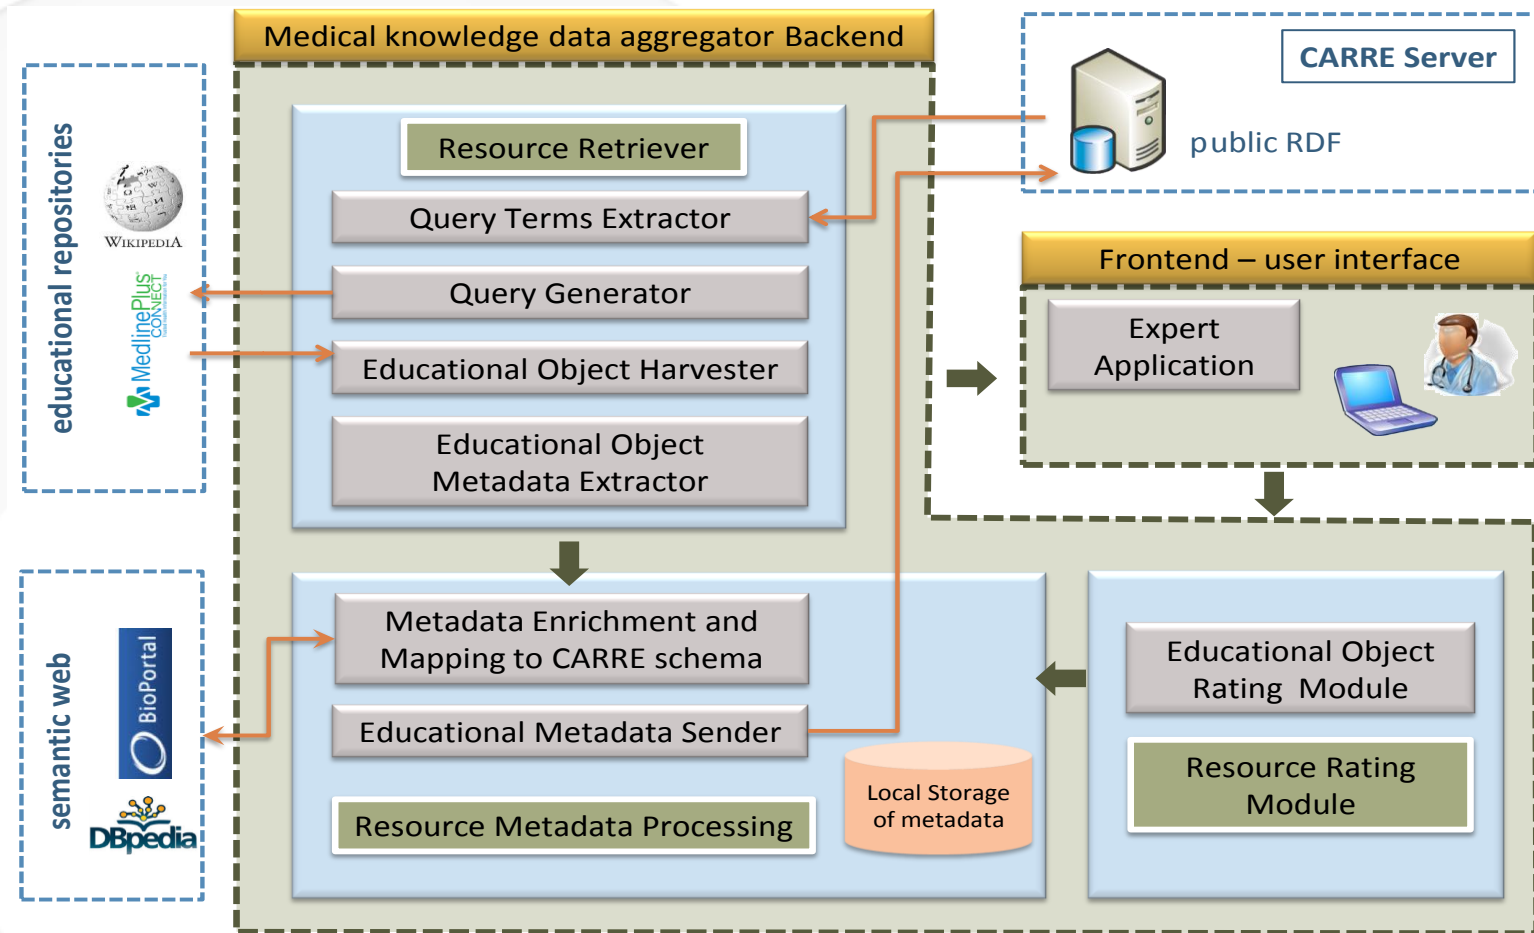 Medical knowledge data aggregator Backend
CARRE Server
public RDF
educational repositories
WIKIPEDIA
MedlinePlus
CONNECT
Resource Retriever
Query Terms Extractor
Query Generator
Educational Object Harvester
Educational Object
Metadata Extractor
Frontend – user interface
Expert
Application
semantic web
BioPortal
DBpedia
Metadata Enrichment and
Mapping to CARRE schema
Educational Metadata Sender
Resource Metadata Processing
Local Storage
of metadata
Educational Object
Rating Module
Resource Rating
Module